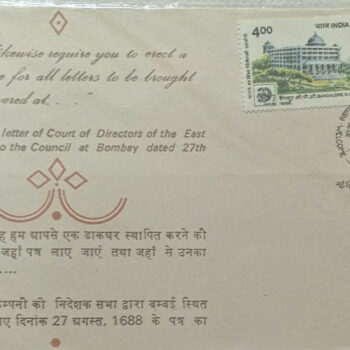 likewise require you to erect a
e for all letters to be brought
vered at. . . "
letter of Court of Directors of the East
o the Council at Bombay dated 27th
ह हम आपसे एक डाकघर स्थापित करने की
जहाँ पत्र लाए जाएं तथा जहाँ से उनका
....
म्पनी की निदेशक सभा द्वारा बम्बई स्थित
ए दिनांक 27 अगस्त, 1688 के पत्र का
4.00
भारत INDIA
BANGALORE G.P.O.
WELCOME